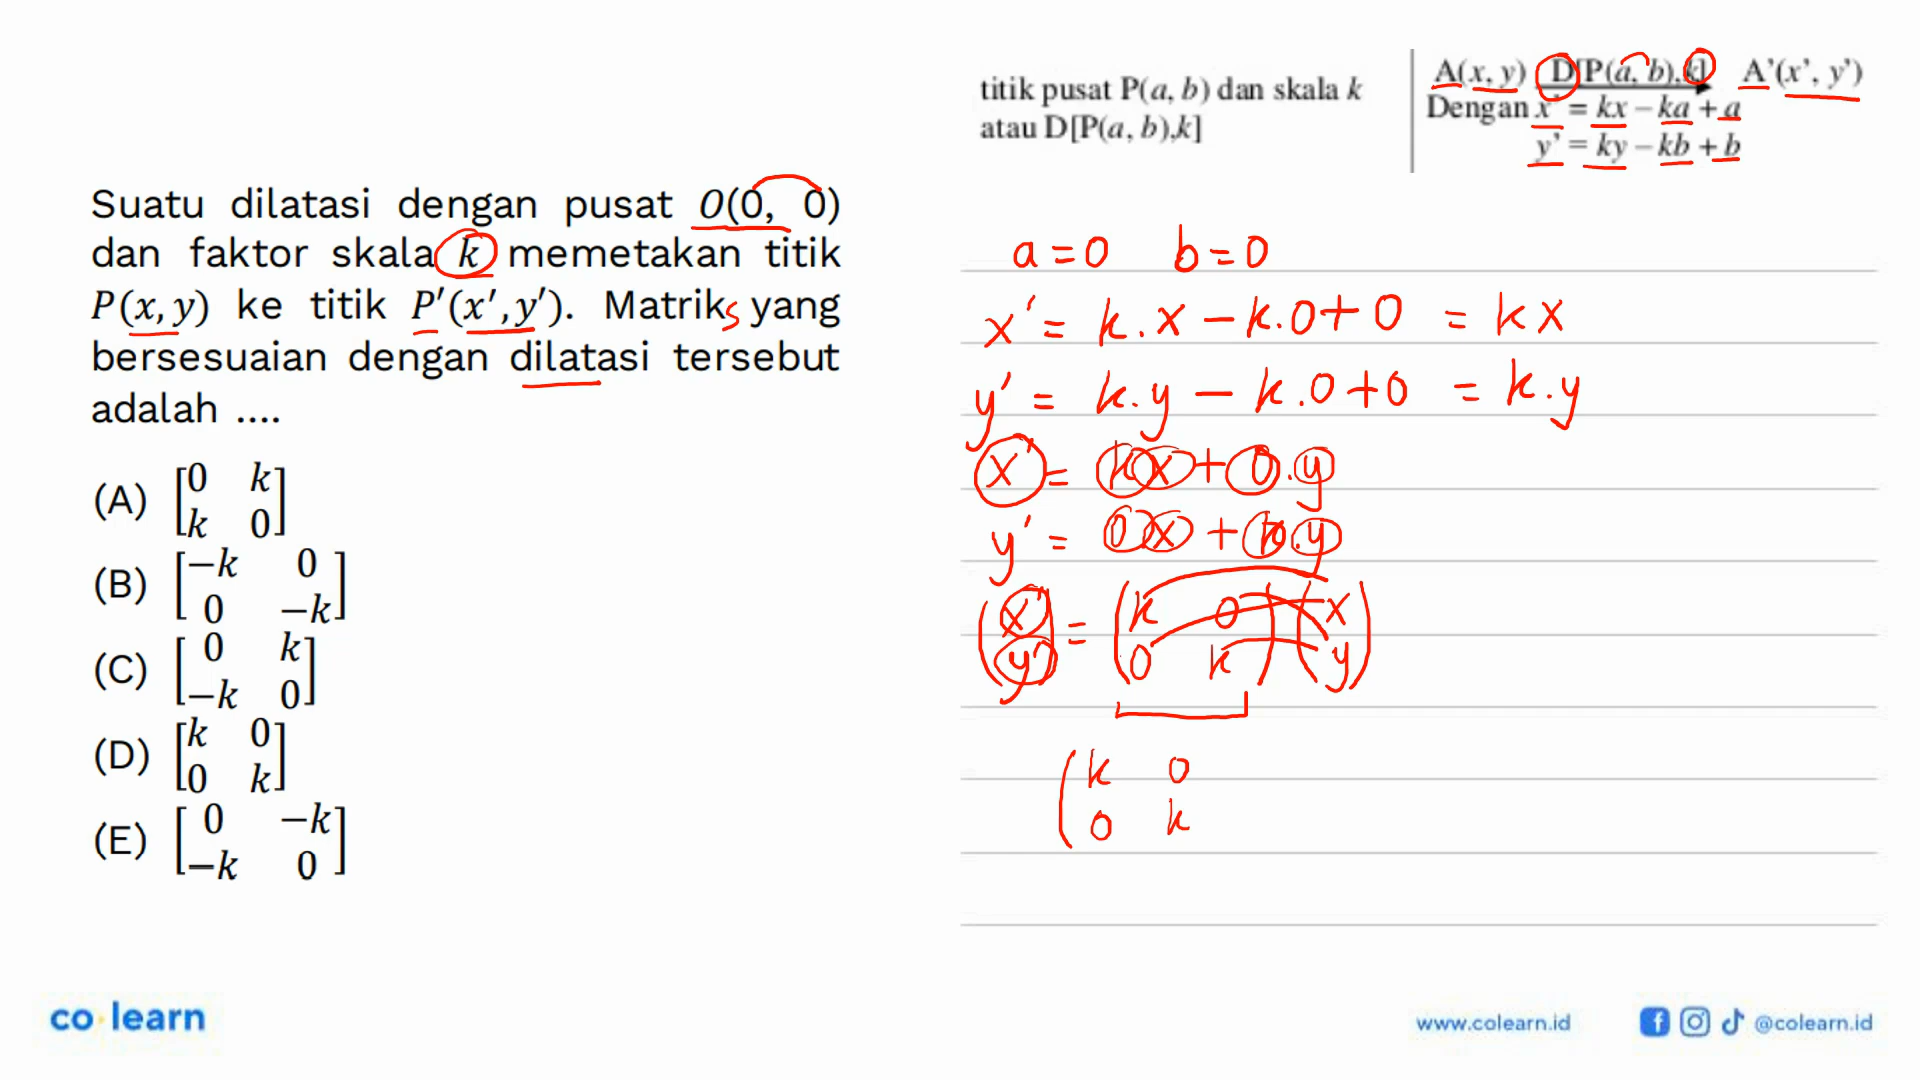 titik pusat P(a, b) dan skala k
atau D[P(a, b),k]
A(x, y) D[P(a, b),k] A'(x', y')
Dengan x' = kx – ka + a
y' = ky – kb + b
Suatu dilatasi dengan pusat O(0, 0)
dan faktor skala k memetakan titik
P(x, y) ke titik P'(x', y'). Matriks yang
bersesuaian dengan dilatasi tersebut
adalah ....
(A) [0 k
k 0]
(B) [−k 0
0 −k]
(C) [0 k
−k 0]
(D) [k 0
0 k]
(E) [0 −k
−k 0]
a = 0 b = 0
x' = k.x − k.0 + 0 = kx
y' = k.y − k.0 + 0 = k.y
x' = kx + 0.y
y' = 0x + k.y
(x' y') = (k 0
0 k) (x y)
(k 0
0 k
co learn
www.colearn.id @colearn.id